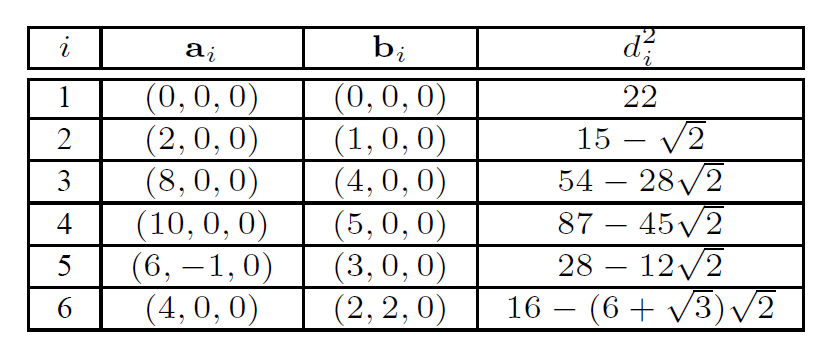 i a_i b_i d_i^2
1 (0, 0, 0) (0, 0, 0) 22
2 (2, 0, 0) (1, 0, 0) 15 − √2
3 (8, 0, 0) (4, 0, 0) 54 − 28√2
4 (10, 0, 0) (5, 0, 0) 87 − 45√2
5 (6, −1, 0) (3, 0, 0) 28 − 12√2
6 (4, 0, 0) (2, 2, 0) 16 − (6 + √3)√2